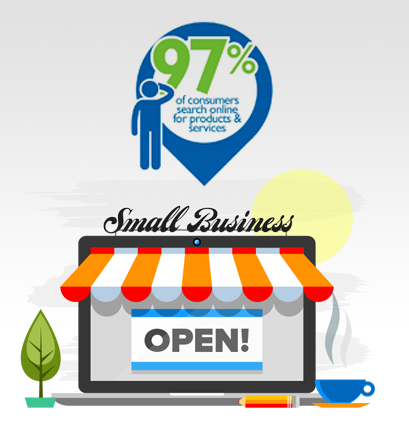 97%
of consumers
search online
for products &
services
Small Business
OPEN!